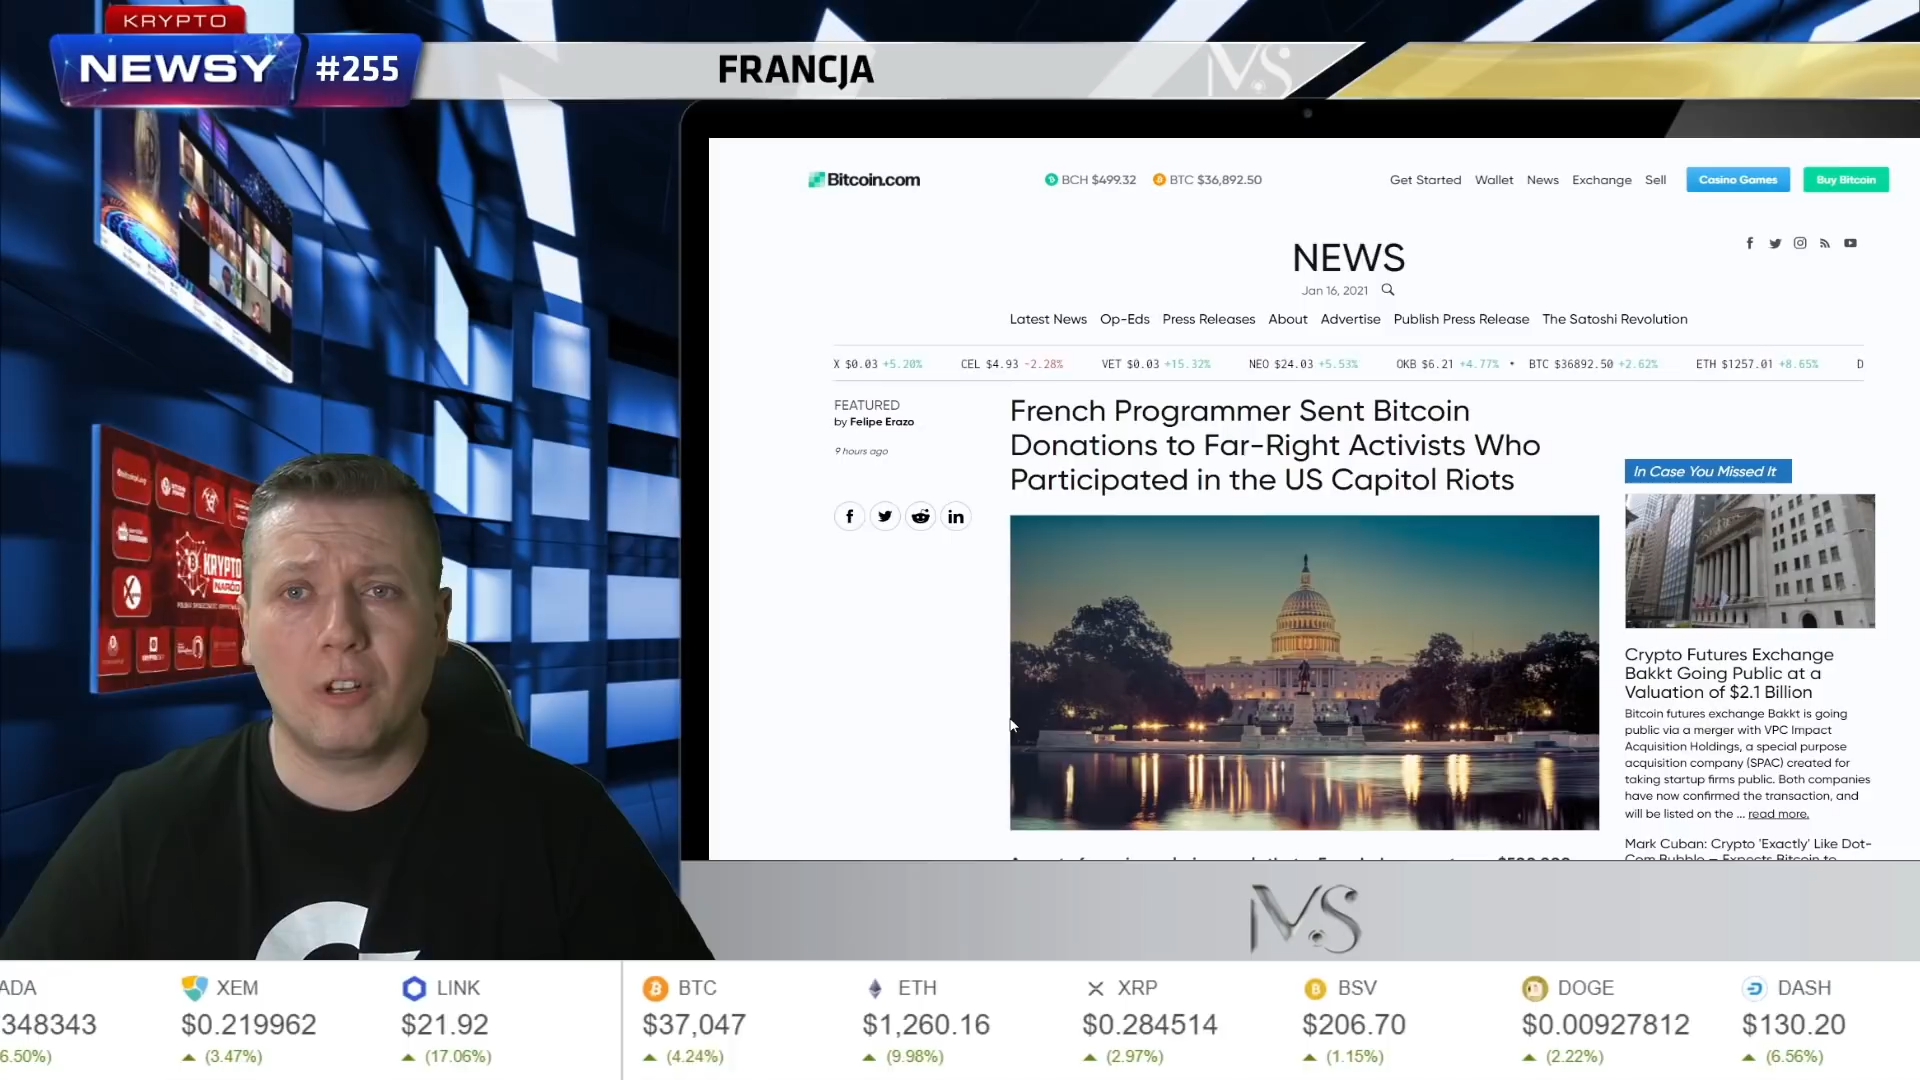 KRYPTO
NEWSY #255
FRANCJA
MS
Bitcoin.com
BCH $499.32 BTC $36,892.50
Get Started Wallet News Exchange Sell Casino Games Buy Bitcoin
NEWS
Jan 16, 2021
Latest News Op-Eds Press Releases About Advertise Publish Press Release The Satoshi Revolution
X $0.03 +5.20% CEL $4.93 -2.28% VET $0.03 +15.32% NEO $24.03 +5.53% OKB $6.21 +4.77% • BTC $36892.50 +2.62% ETH $1257.01 +8.65% D
FEATURED
by Felipe Erazo
9 hours ago
French Programmer Sent Bitcoin
Donations to Far-Right Activists Who
Participated in the US Capitol Riots
In Case You Missed It
Crypto Futures Exchange
Bakkt Going Public at a
Valuation of $2.1 Billion
Bitcoin futures exchange Bakkt is going
public via a merger with VPC Impact
Acquisition Holdings, a special purpose
acquisition company (SPAC) created for
taking startup firms public. Both companies
have now confirmed the transaction, and
will be listed on the ... read more.
Mark Cuban: Crypto 'Exactly' Like Dot-
Com Bubble — Expects Bitcoin to
KRYPTO
NARÓD
MS
ADA XEM LINK BTC ETH XRP BSV DOGE DASH
348343 $0.219962 $21.92 $37,047 $1,260.16 $0.284514 $206.70 $0.00927812 $130.20
6.50%) (3.47%) (17.06%) (4.24%) (9.98%) (2.97%) (1.15%) (2.22%) (6.56%)